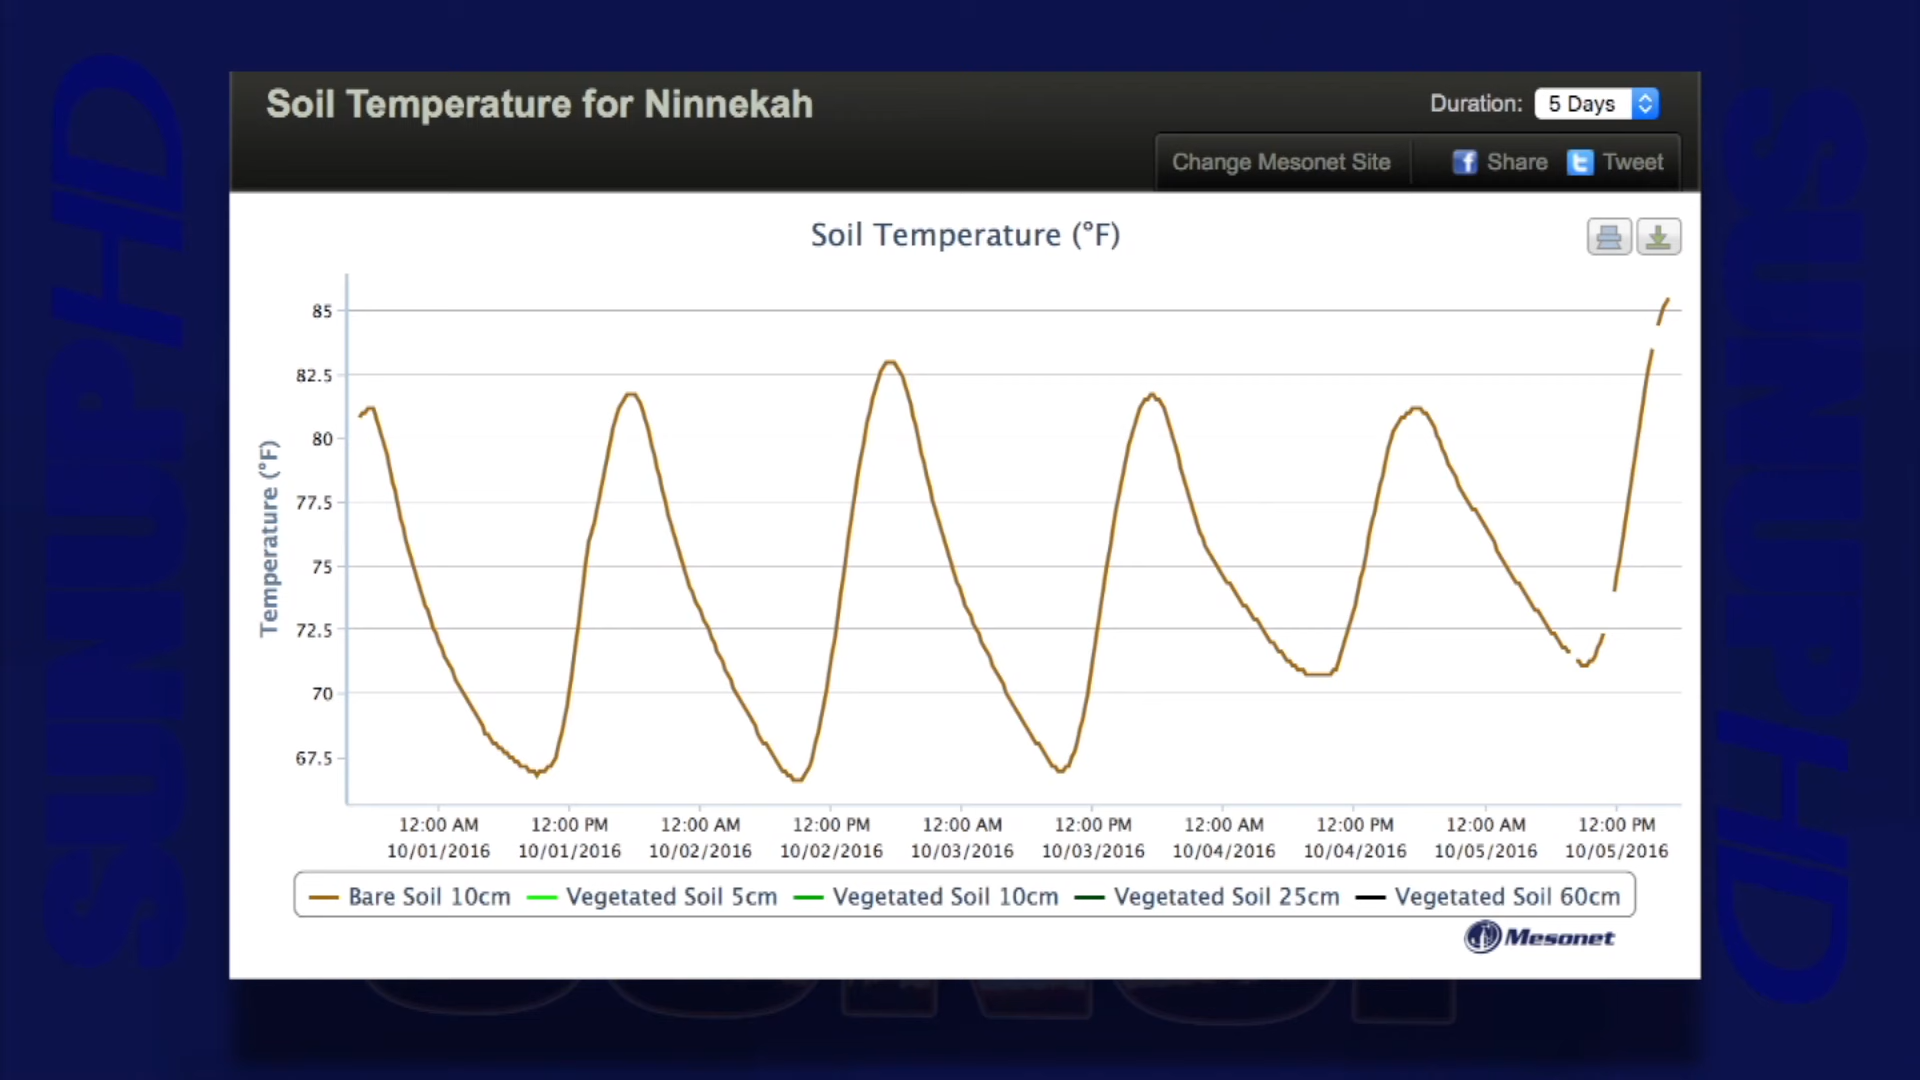 Soil Temperature for Ninnekah
Duration: 5 Days
Change Mesonet Site Share Tweet
Soil Temperature (°F)
Temperature (°F)
85
82.5
80
77.5
75
72.5
70
67.5
12:00 AM 12:00 PM 12:00 AM 12:00 PM 12:00 AM 12:00 PM 12:00 AM 12:00 PM 12:00 AM 12:00 PM
10/01/2016 10/01/2016 10/02/2016 10/02/2016 10/03/2016 10/03/2016 10/04/2016 10/04/2016 10/05/2016 10/05/2016
Bare Soil 10cm Vegetated Soil 5cm Vegetated Soil 10cm Vegetated Soil 25cm Vegetated Soil 60cm
Mesonet
SUNUPHD
SUNUPHD